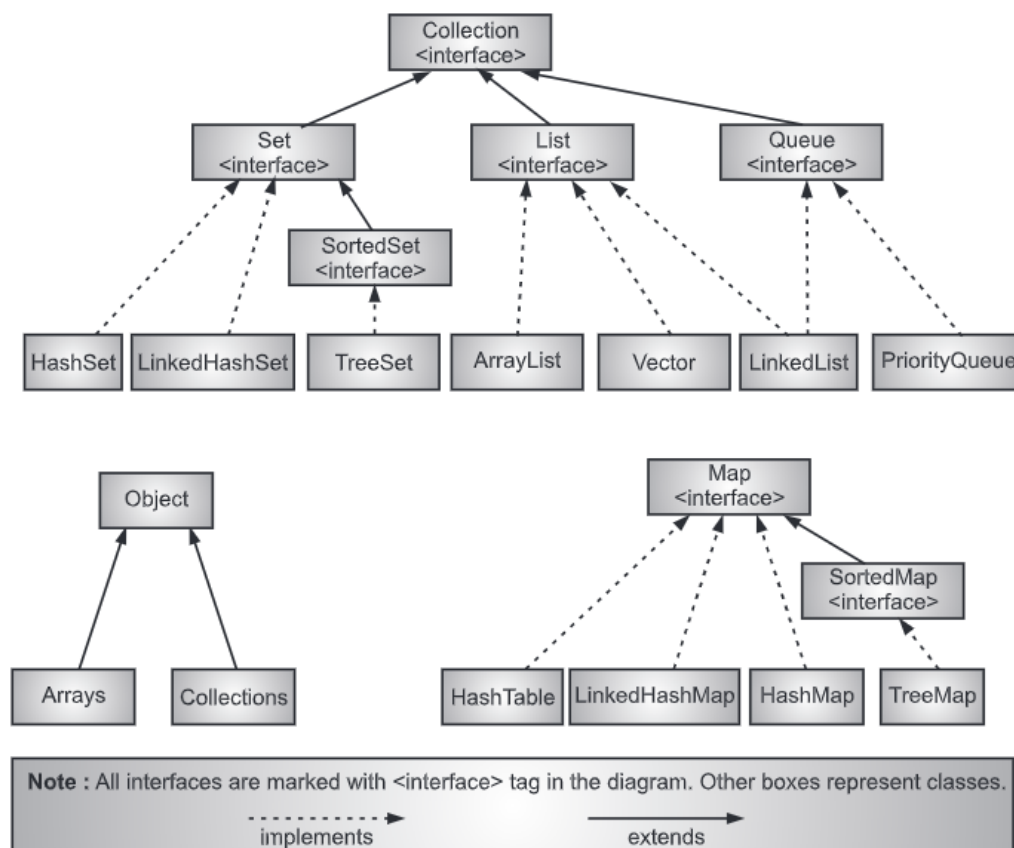 Collection
<interface>
Set
<interface>
List
<interface>
Queue
<interface>
SortedSet
<interface>
HashSet
LinkedHashSet
TreeSet
ArrayList
Vector
LinkedList
PriorityQueue
Object
Map
<interface>
SortedMap
<interface>
Arrays
Collections
HashTable
LinkedHashMap
HashMap
TreeMap
Note : All interfaces are marked with <interface> tag in the diagram. Other boxes represent classes.
implements
extends